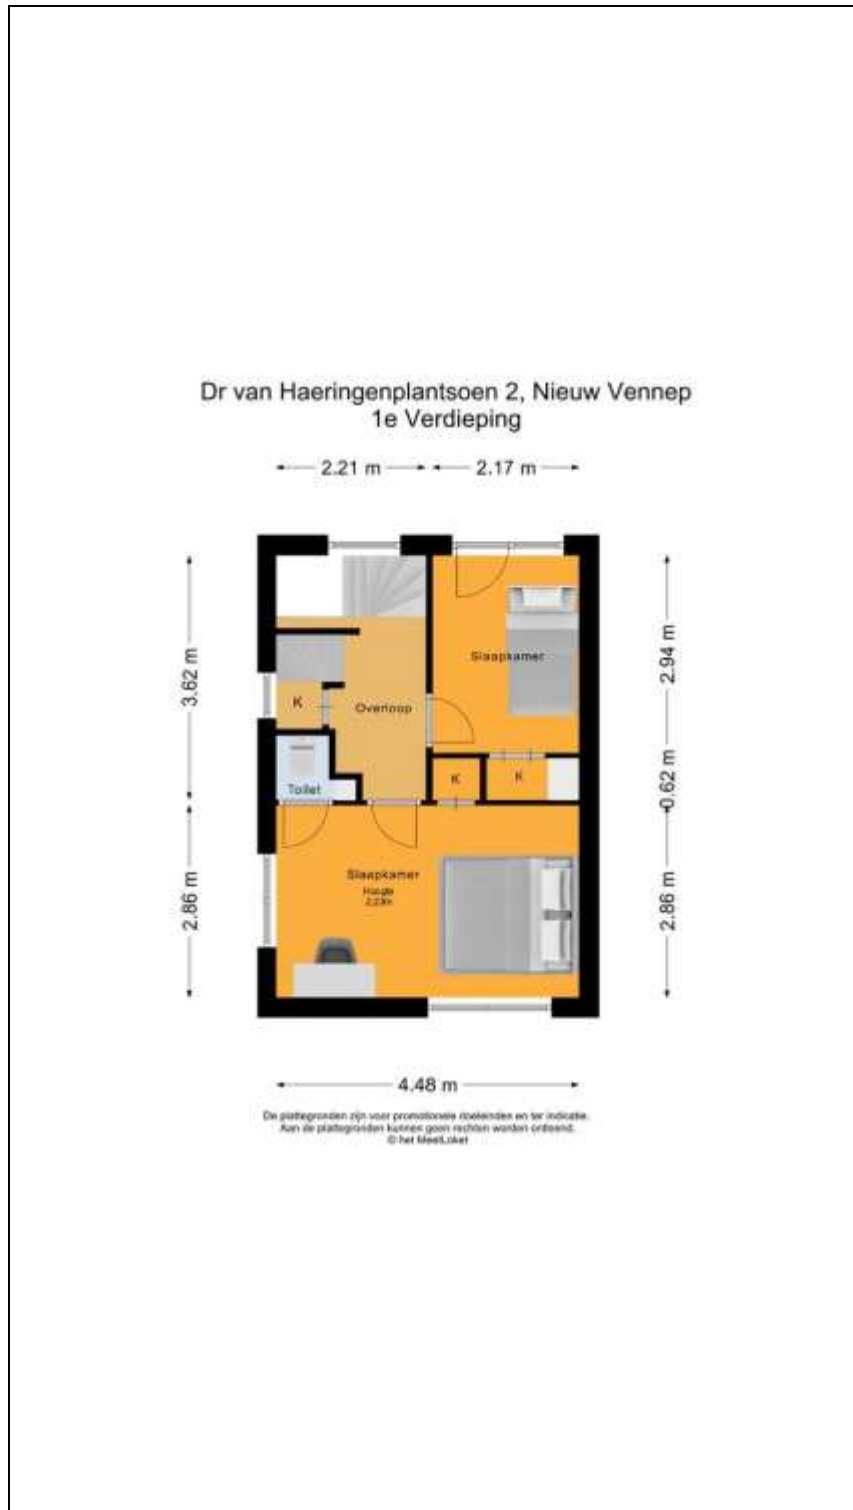 Dr van Haeringenplantsoen 2, Nieuw Vennep
1e Verdieping
2.21 m
2.17 m
3.62 m
2.94 m
Slaapkamer
K
Overloop
0.62 m
K
K
Toilet
2.86 m
Slaapkamer
Hoogte
2.86 m
4.48 m
De plattegronden zijn voor promotionele doeleinden en ter indicatie.
Aan de plattegronden kunnen geen rechten worden ontleend.
© het MeetLoket